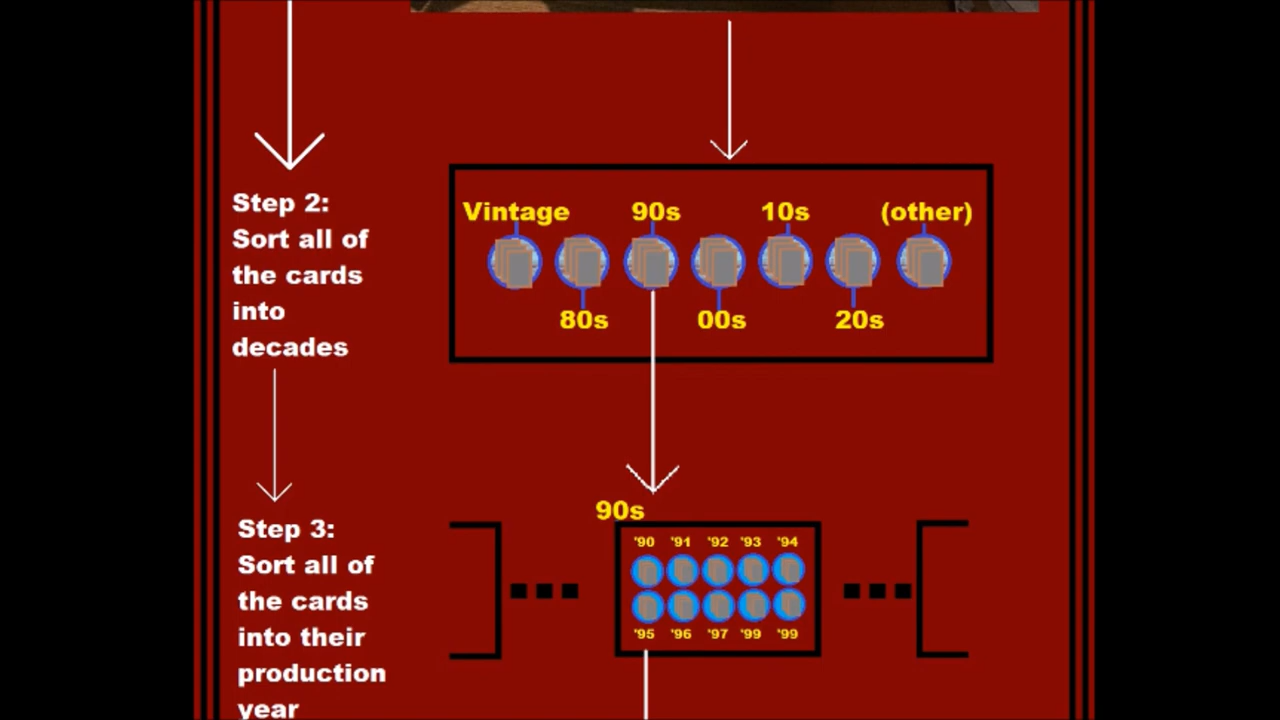 Step 2:
Sort all of
the cards
into
decades
Vintage 90s 10s (other)
80s 00s 20s
Step 3:
Sort all of
the cards
into their
production
year
90s
'90 '91 '92 '93 '94
'95 '96 '97 '99 '99